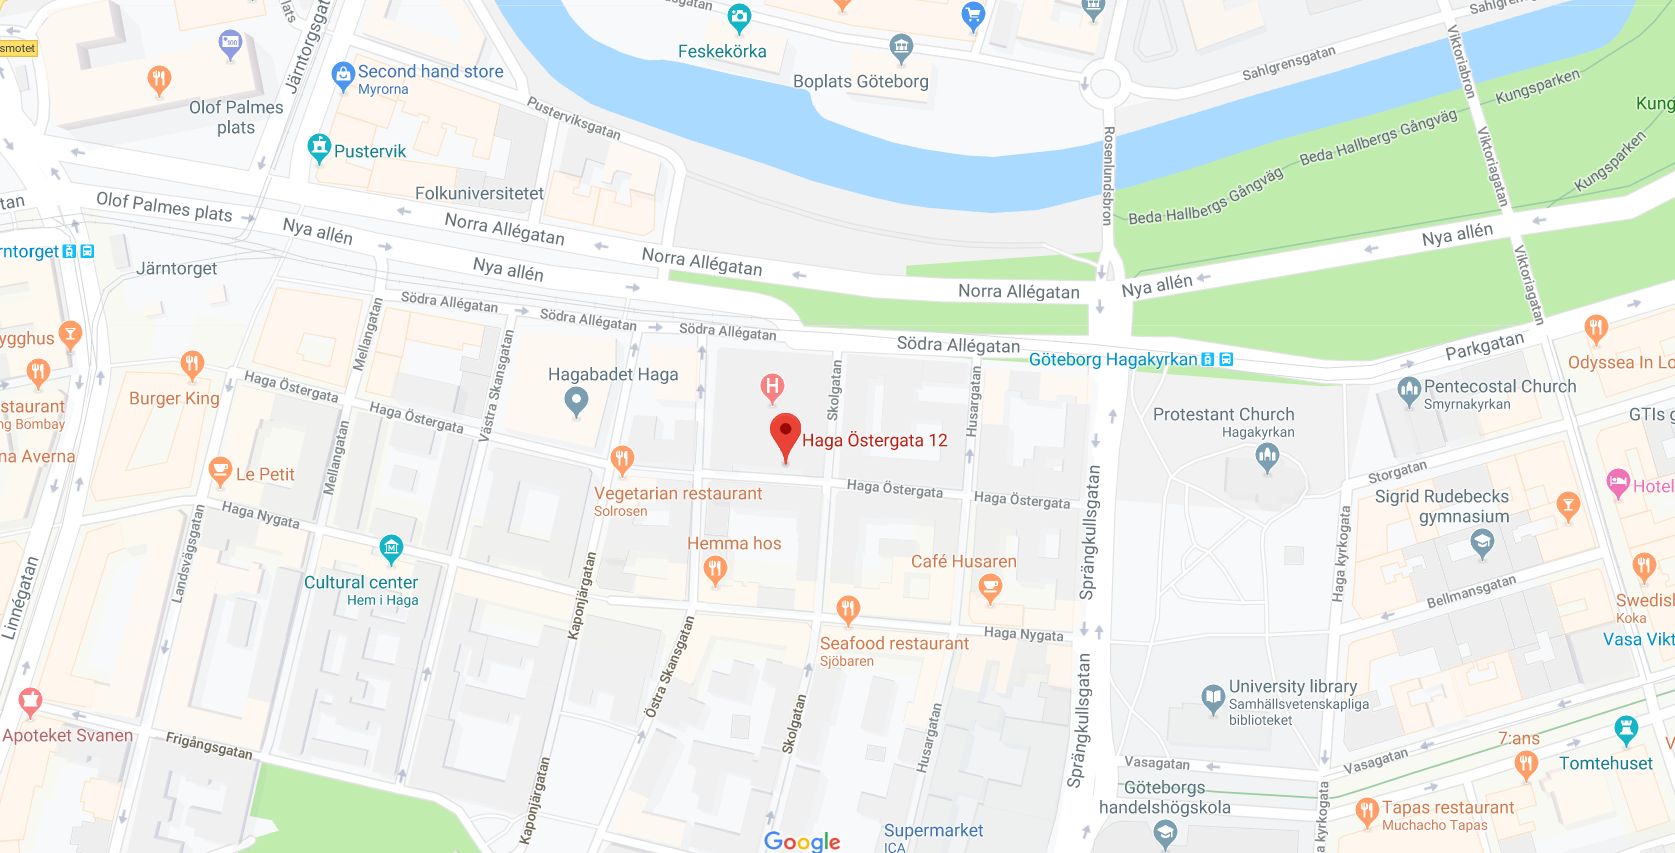 Järntorgsgatan
plats
smotet
Second hand store
Myrorna
Olof Palmes
plats
Pustervik
Pusterviksgatan
Folkuniversitetet
Feskekörka
Boplats Göteborg
Sahlgrensgatan
Sahlgrensgatan
Viktoriabron
Viktoriagatan
Viktoriagatan
Kungsparken
Kungsparken
Kung
Beda Hallbergs Gångväg
Beda Hallbergs Gångväg
Rosenlundsbron
tan
Olof Palmes plats
Nya allén
Nya allén
Nya allén
Nya allén
Norra Allégatan
Norra Allégatan
Norra Allégatan
rntorget
Järntorget
Södra Allégatan
Södra Allégatan
Södra Allégatan
Södra Allégatan
Göteborg Hagakyrkan
Parkgatan
Odyssea In Lo
ygghus
staurant
ng Bombay
na Averna
Burger King
Haga Östergata
Haga Östergata
Haga Östergata
Haga Östergata
Mellangatan
Mellangatan
Västra Skansgatan
Hagabadet Haga
H
Haga Östergata 12
Skolgatan
Husargatan
Pentecostal Church
Smyrnakyrkan
Protestant Church
Hagakyrkan
GTIs g
Storgatan
Hotel
Le Petit
Vegetarian restaurant
Solrosen
Haga Nygata
Haga Nygata
Sigrid Rudebecks
gymnasium
Hemma hos
Café Husaren
Cultural center
Hem i Haga
Landsvägsgatan
Linnégatan
Kaponjärgatan
Kaponjärgatan
Östra Skansgatan
Skolgatan
Husargatan
Seafood restaurant
Sjöbaren
Sprängkullsgatan
Sprängkullsgatan
Haga kyrkogata
Bellmansgatan
Swedish
Koka
Vasa Vikt
University library
Samhällsvetenskapliga
biblioteket
Apoteket Svanen
Frigångsgatan
Vasagatan
Vasagatan
7:ans
Tomtehuset
V
Göteborgs
handelshögskola
Tapas restaurant
Muchacho Tapas
a kyrkogata
Google
Supermarket
ICA